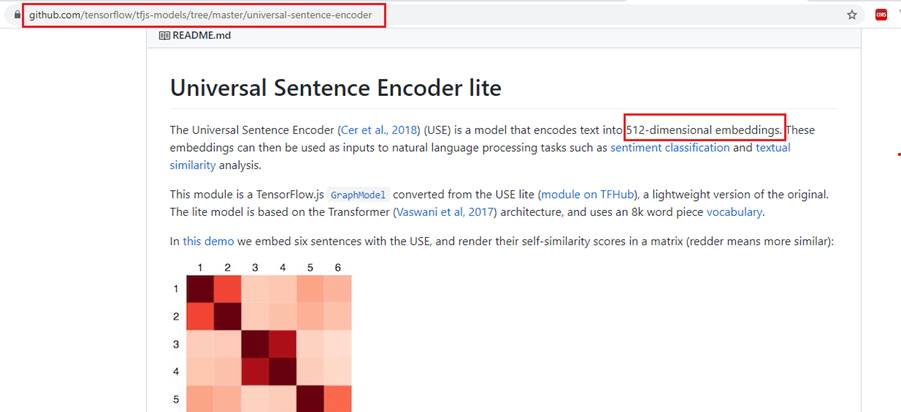 github.com/tensorflow/tfjs-models/tree/master/universal-sentence-encoder
CORS
README.md
Universal Sentence Encoder lite
The Universal Sentence Encoder (Cer et al., 2018) (USE) is a model that encodes text into 512-dimensional embeddings. These
embeddings can then be used as inputs to natural language processing tasks such as sentiment classification and textual
similarity analysis.
This module is a TensorFlow.js GraphModel converted from the USE lite (module on TFHub), a lightweight version of the original.
The lite model is based on the Transformer (Vaswani et al, 2017) architecture, and uses an 8k word piece vocabulary.
In this demo we embed six sentences with the USE, and render their self-similarity scores in a matrix (redder means more similar):
1 2 3 4 5 6
1
2
3
4
5